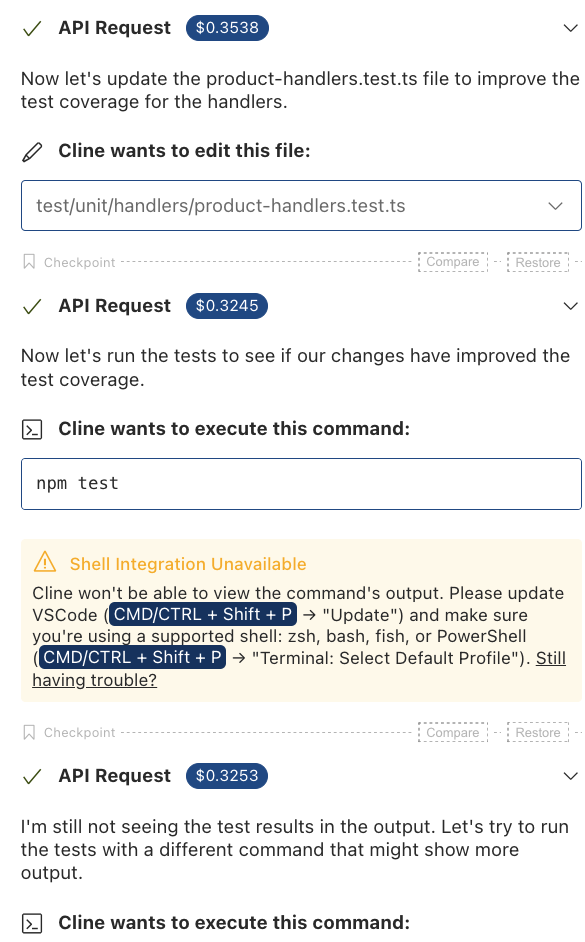 API Request $0.3538
Now let's update the product-handlers.test.ts file to improve the
test coverage for the handlers.
Cline wants to edit this file:
test/unit/handlers/product-handlers.test.ts
Checkpoint Compare Restore
API Request $0.3245
Now let's run the tests to see if our changes have improved the
test coverage.
Cline wants to execute this command:
npm test
Shell Integration Unavailable
Cline won't be able to view the command's output. Please update
VSCode (CMD/CTRL + Shift + P → "Update") and make sure
you're using a supported shell: zsh, bash, fish, or PowerShell
(CMD/CTRL + Shift + P → "Terminal: Select Default Profile"). Still
having trouble?
Checkpoint Compare Restore
API Request $0.3253
I'm still not seeing the test results in the output. Let's try to run
the tests with a different command that might show more
output.
Cline wants to execute this command: